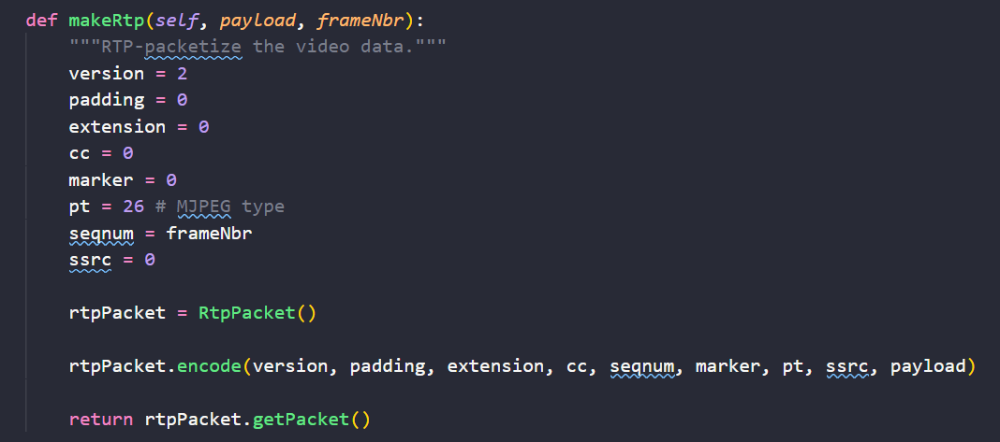 def makeRtp(self, payload, frameNbr):
    """RTP-packetize the video data."""
    version = 2
    padding = 0
    extension = 0
    cc = 0
    marker = 0
    pt = 26 # MJPEG type
    seqnum = frameNbr
    ssrc = 0
    rtpPacket = RtpPacket()
    rtpPacket.encode(version, padding, extension, cc, seqnum, marker, pt, ssrc, payload)
    return rtpPacket.getPacket()